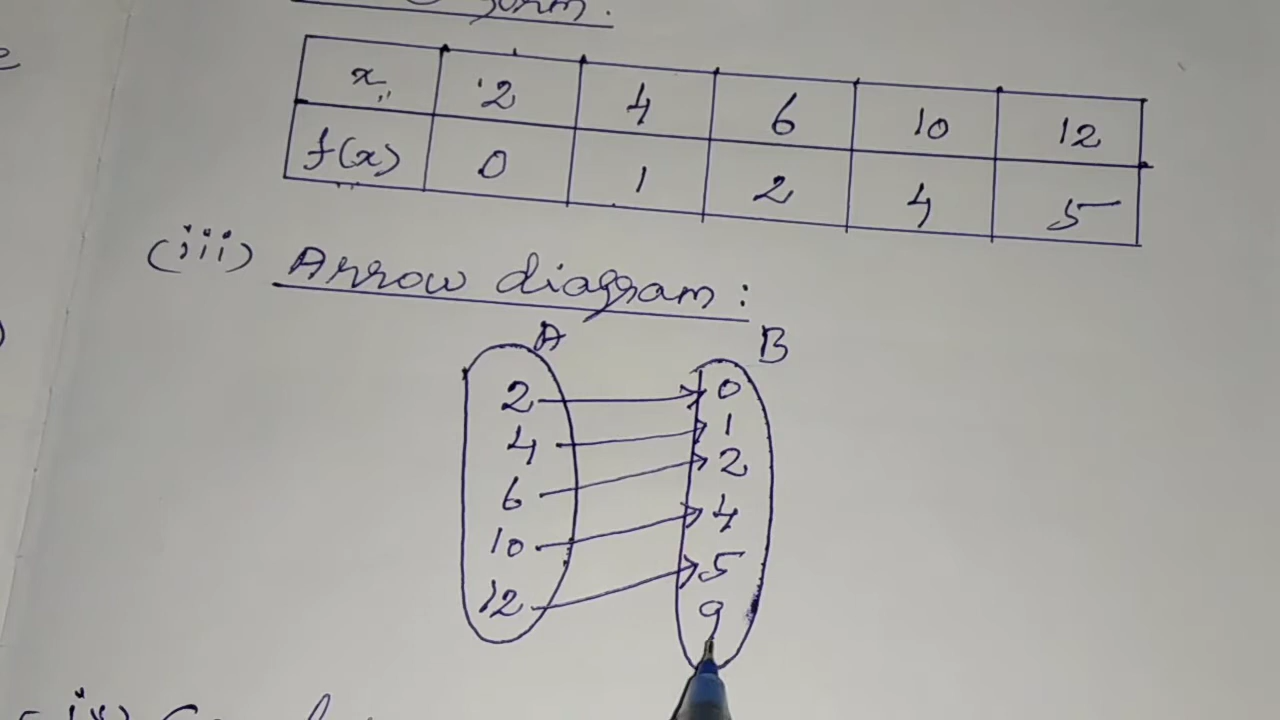 form:
x 2 4 6 10 12
f(x) 0 1 2 4 5
(iii) Arrow diagram:
A B
2 0
4 1
6 2
10 4
12 5
9